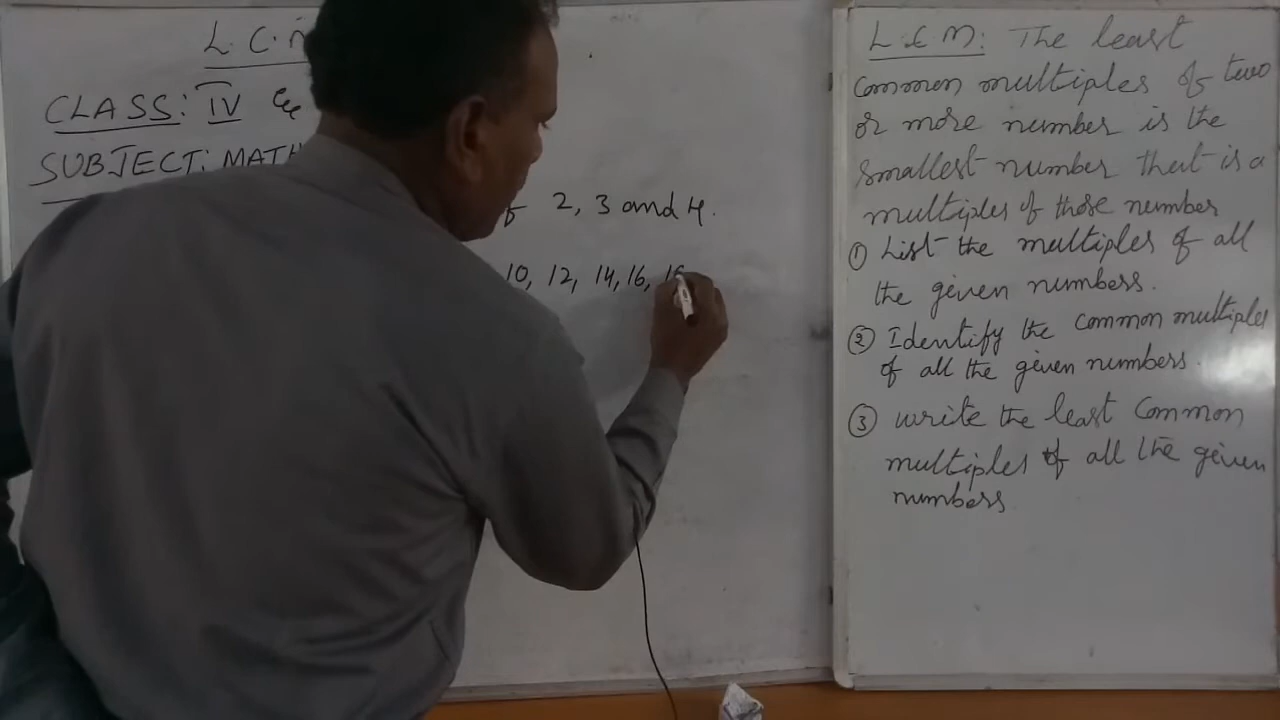 L.C.M
CLASS: IV &
SUBJECT: MATH
of 2, 3 and 4.
10, 12, 14, 16, 18
L.C.M: The least
common multiples of two
or more number is the
smallest number that is a
multiples of those number
① List the multiples of all
the given numbers.
② Identify the common multiples
of all the given numbers.
③ write the least common
multiples of all the given
numbers